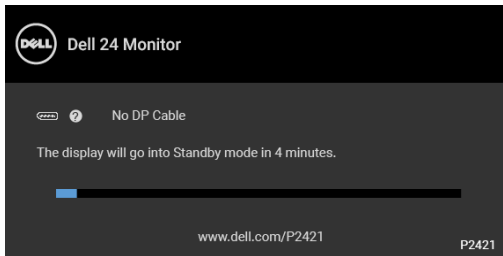 DELL Dell 24 Monitor
? No DP Cable
The display will go into Standby mode in 4 minutes.
www.dell.com/P2421
P2421